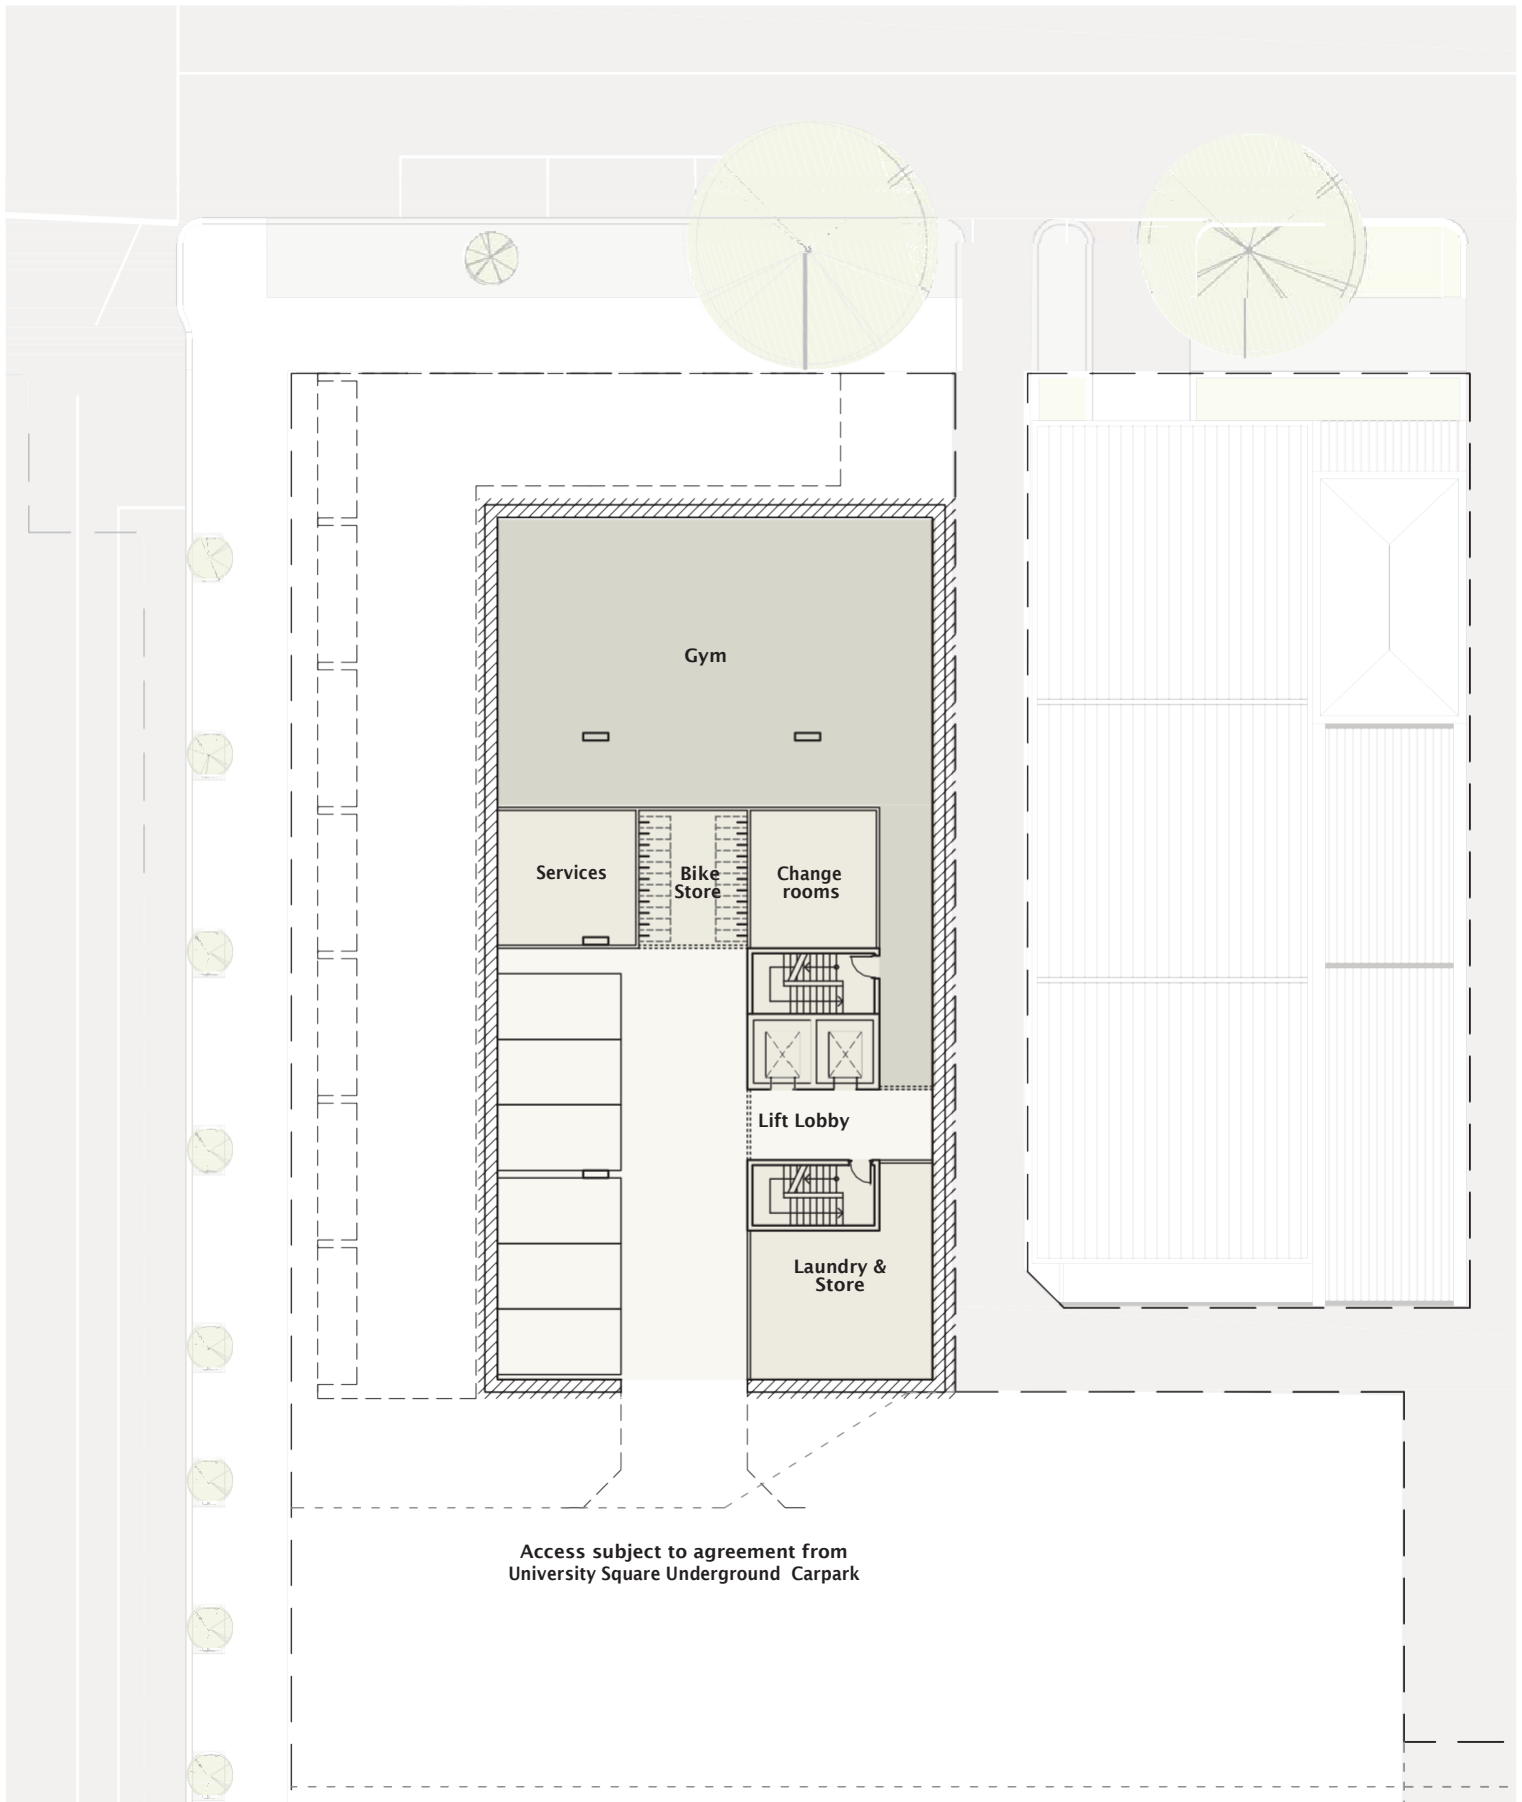 Gym
Services
Bike
Store
Change
rooms
Lift Lobby
Laundry &
Store
Access subject to agreement from
University Square Underground Carpark